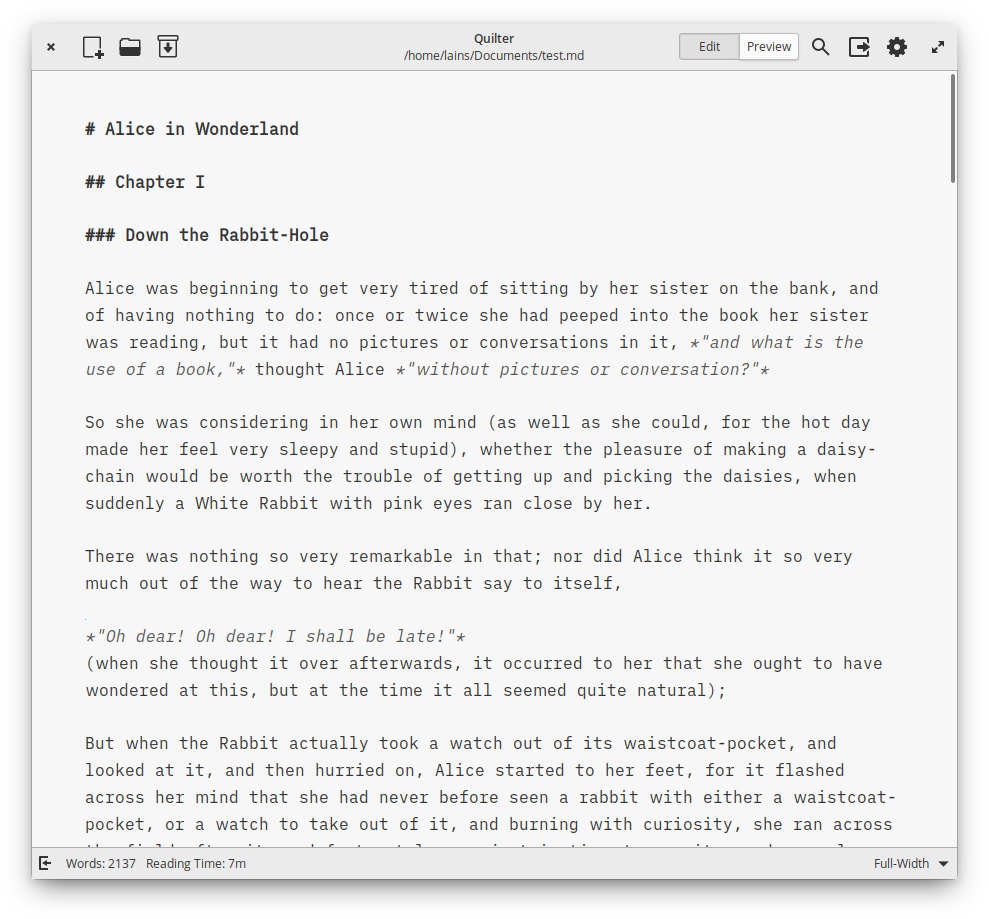 Quilter
/home/lains/Documents/test.md
Edit
Preview
# Alice in Wonderland
## Chapter I
### Down the Rabbit-Hole
Alice was beginning to get very tired of sitting by her sister on the bank, and
of having nothing to do: once or twice she had peeped into the book her sister
was reading, but it had no pictures or conversations in it, *"and what is the
use of a book,"* thought Alice *"without pictures or conversation?"*
So she was considering in her own mind (as well as she could, for the hot day
made her feel very sleepy and stupid), whether the pleasure of making a daisy-
chain would be worth the trouble of getting up and picking the daisies, when
suddenly a White Rabbit with pink eyes ran close by her.
There was nothing so very remarkable in that; nor did Alice think it so very
much out of the way to hear the Rabbit say to itself,
*"Oh dear! Oh dear! I shall be late!"*
(when she thought it over afterwards, it occurred to her that she ought to have
wondered at this, but at the time it all seemed quite natural);
But when the Rabbit actually took a watch out of its waistcoat-pocket, and
looked at it, and then hurried on, Alice started to her feet, for it flashed
across her mind that she had never before seen a rabbit with either a waistcoat-
pocket, or a watch to take out of it, and burning with curiosity, she ran across
Words: 2137 Reading Time: 7m
Full-Width